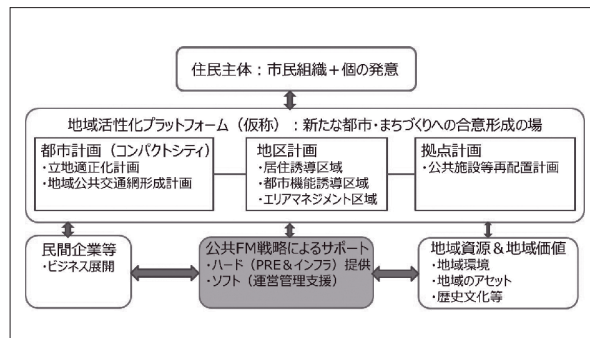 住民主体：市民組織＋個の発意
地域活性化プラットフォーム（仮称）：新たな都市・まちづくりへの合意形成の場
都市計画（コンパクトシティ）
・立地適正化計画
・地域公共交通網形成計画
地区計画
・居住誘導区域
・都市機能誘導区域
・エリアマネジメント区域
拠点計画
・公共施設等再配置計画
民間企業等
・ビジネス展開
公共FM戦略によるサポート
・ハード（PRE＆インフラ）提供
・ソフト（運営管理支援）
地域資源＆地域価値
・地域環境
・地域のアセット
・歴史文化等